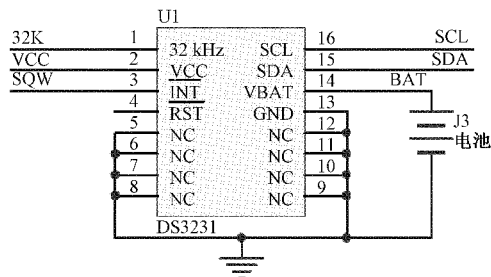 U1
32K 1 32 kHz SCL 16 SCL
VCC 2 VCC SDA 15 SDA
SQW 3 INT VBAT 14 BAT
4 RST GND 13
5 NC NC 12
6 NC NC 11
7 NC NC 10
8 NC NC 9
J3
电池
DS3231